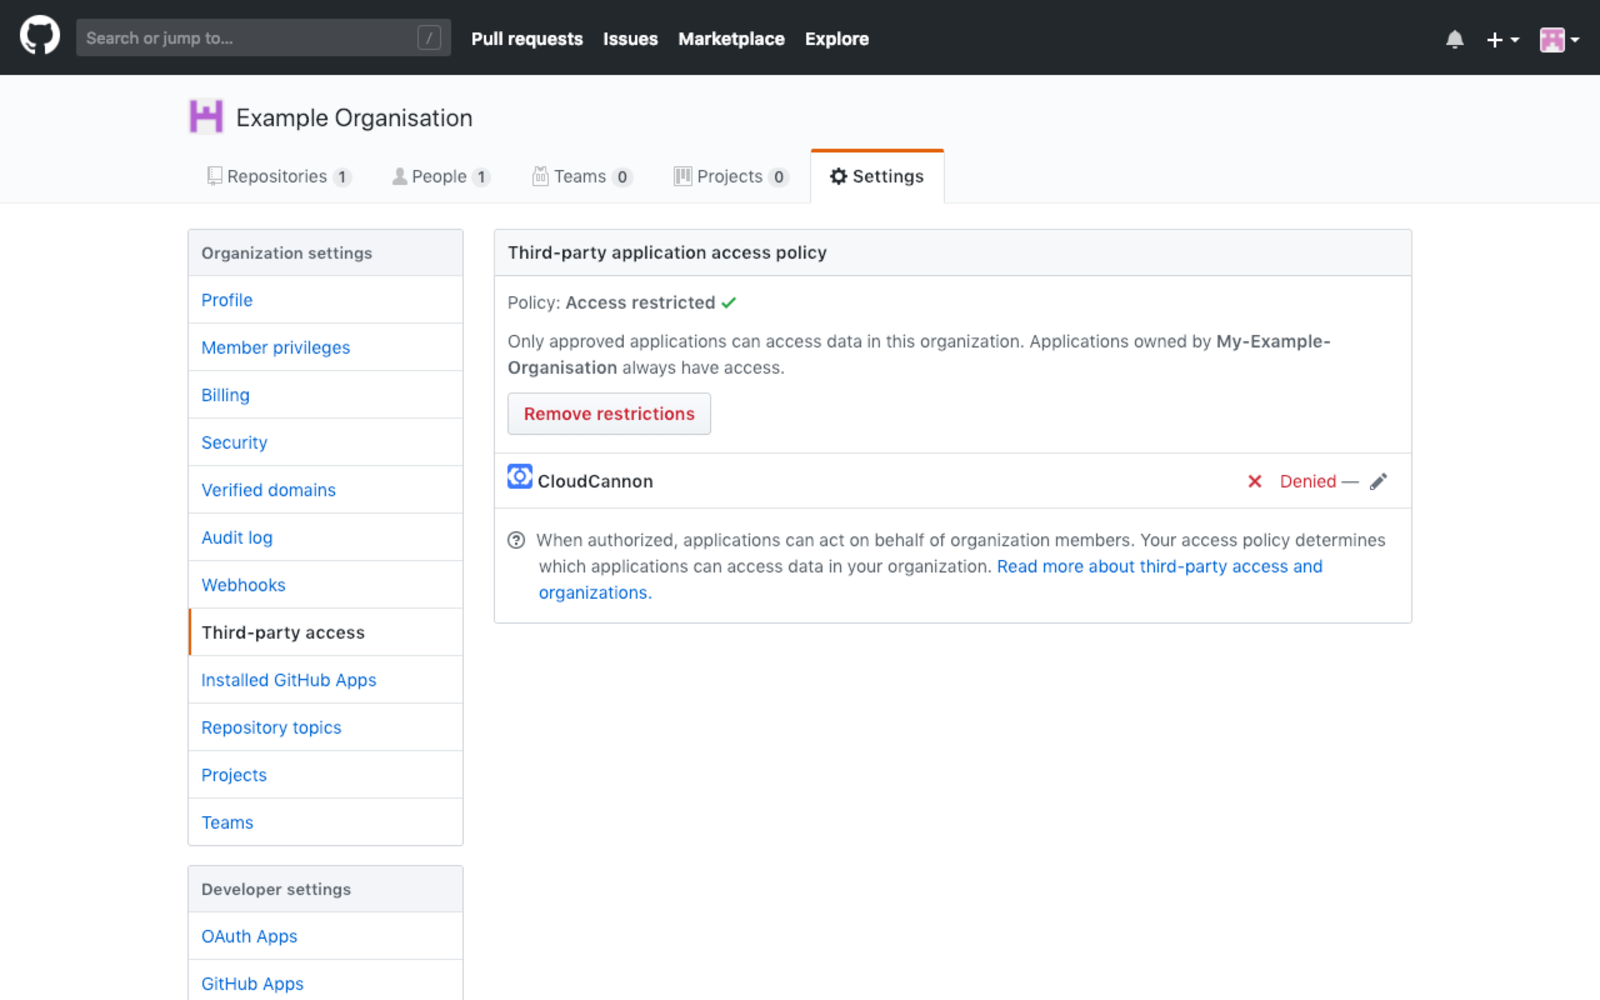 Search or jump to... /
Pull requests Issues Marketplace Explore
Example Organisation
Repositories 1 People 1 Teams 0 Projects 0 Settings
Organization settings
Profile
Member privileges
Billing
Security
Verified domains
Audit log
Webhooks
Third-party access
Installed GitHub Apps
Repository topics
Projects
Teams
Developer settings
OAuth Apps
GitHub Apps
Third-party application access policy
Policy: Access restricted
Only approved applications can access data in this organization. Applications owned by My-Example-
Organisation always have access.
Remove restrictions
CloudCannon Denied —
When authorized, applications can act on behalf of organization members. Your access policy determines
which applications can access data in your organization. Read more about third-party access and
organizations.